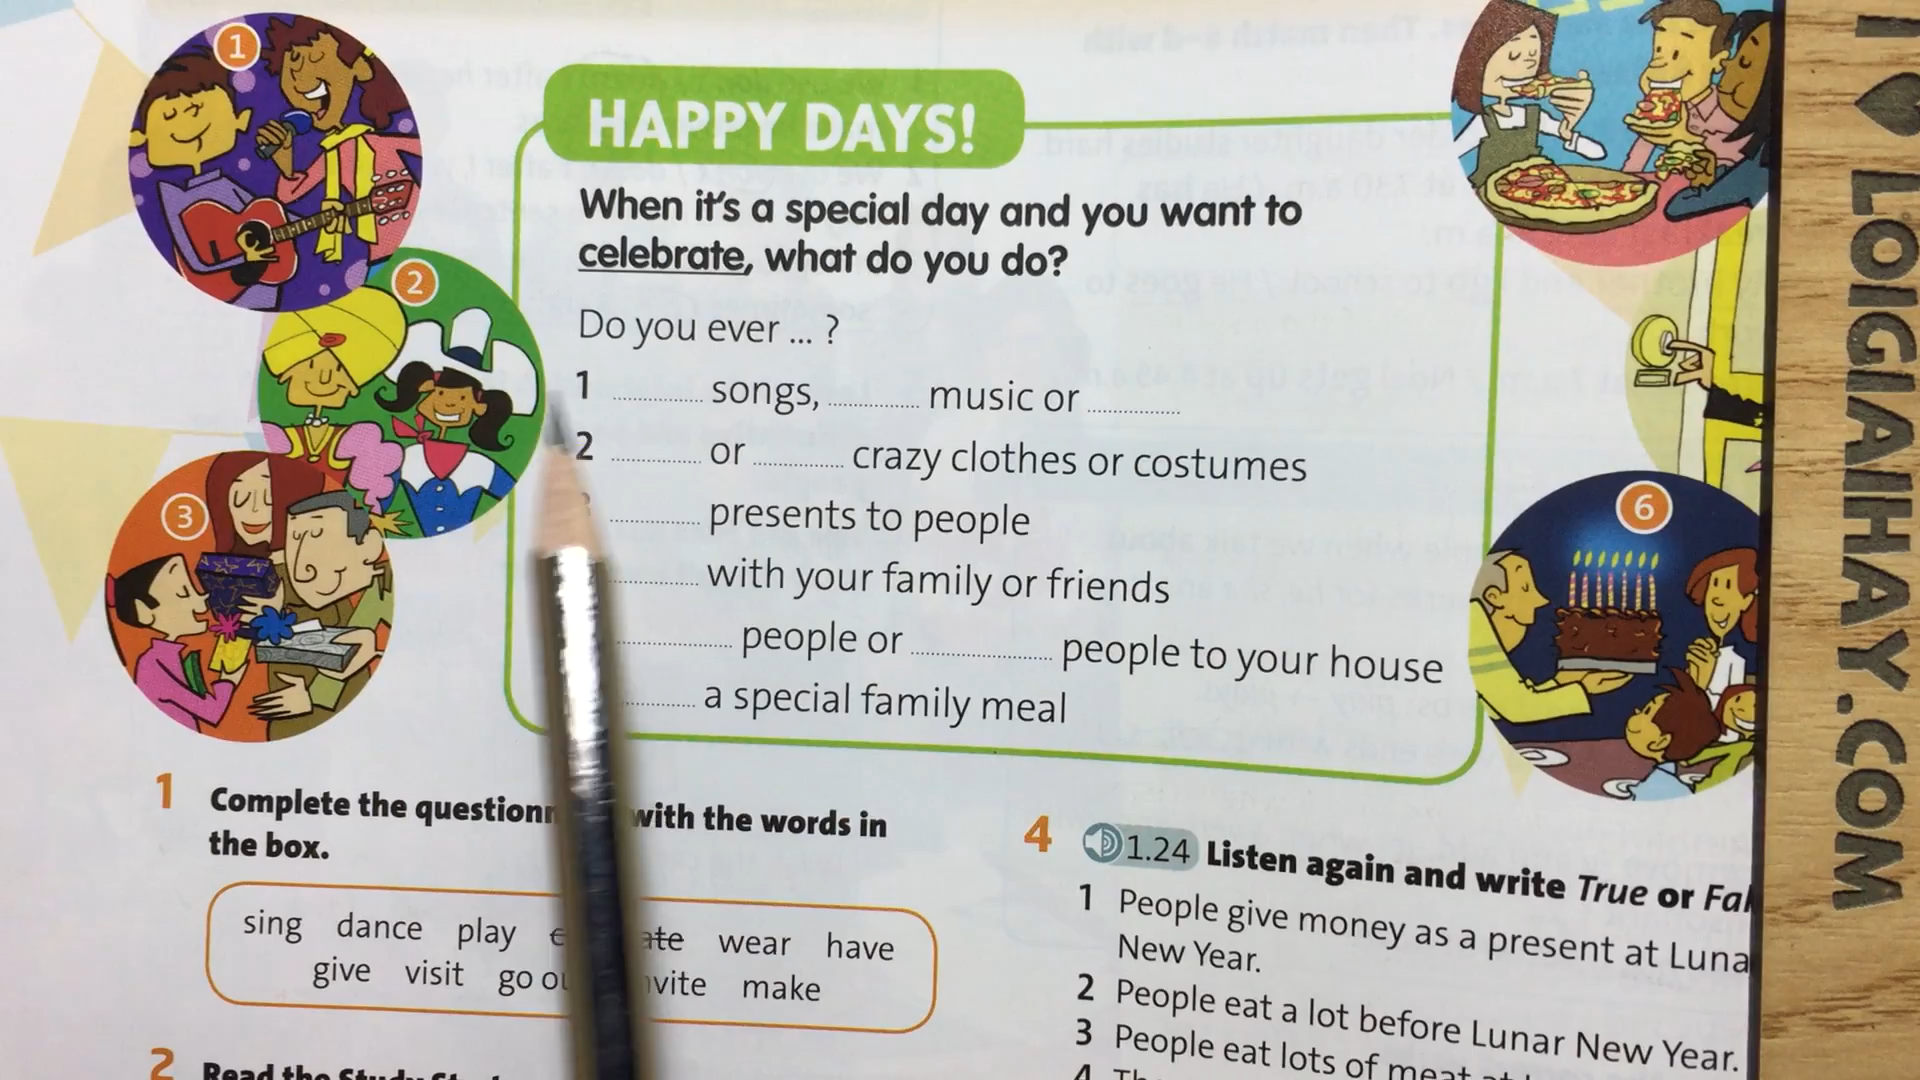 1
HAPPY DAYS!
When it's a special day and you want to
celebrate, what do you do?
2
Do you ever ... ?
1 songs, music or
2 or crazy clothes or costumes
3
presents to people
6
with your family or friends
people or people to your house
a special family meal
1 Complete the with the words in
the box.
sing dance play wear have
give visit go make
2 Read the
4 1.24 Listen again and write True or
1 People give money as a present at
New Year.
2 People eat a lot before Lunar New Year.
3 People eat lots of
4
LOIGIAIHAY.COM